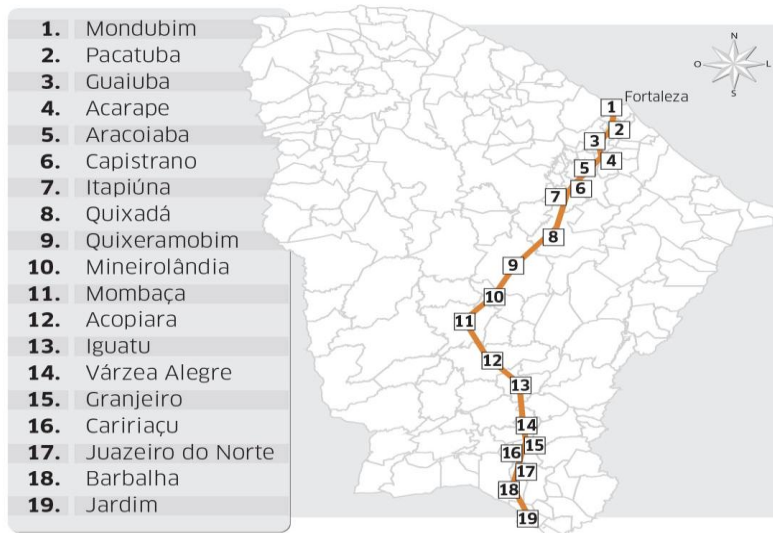 1. Mondubim
2. Pacatuba
3. Guaiuba
4. Acarape
5. Aracoiaba
6. Capistrano
7. Itapiúna
8. Quixadá
9. Quixeramobim
10. Mineirolândia
11. Mombaça
12. Acopiara
13. Iguatu
14. Várzea Alegre
15. Granjeiro
16. Caririaçu
17. Juazeiro do Norte
18. Barbalha
19. Jardim
N
O L
S
Fortaleza
1
2
3
4
5
6
7
8
9
10
11
12
13
14
15
16
17
18
19